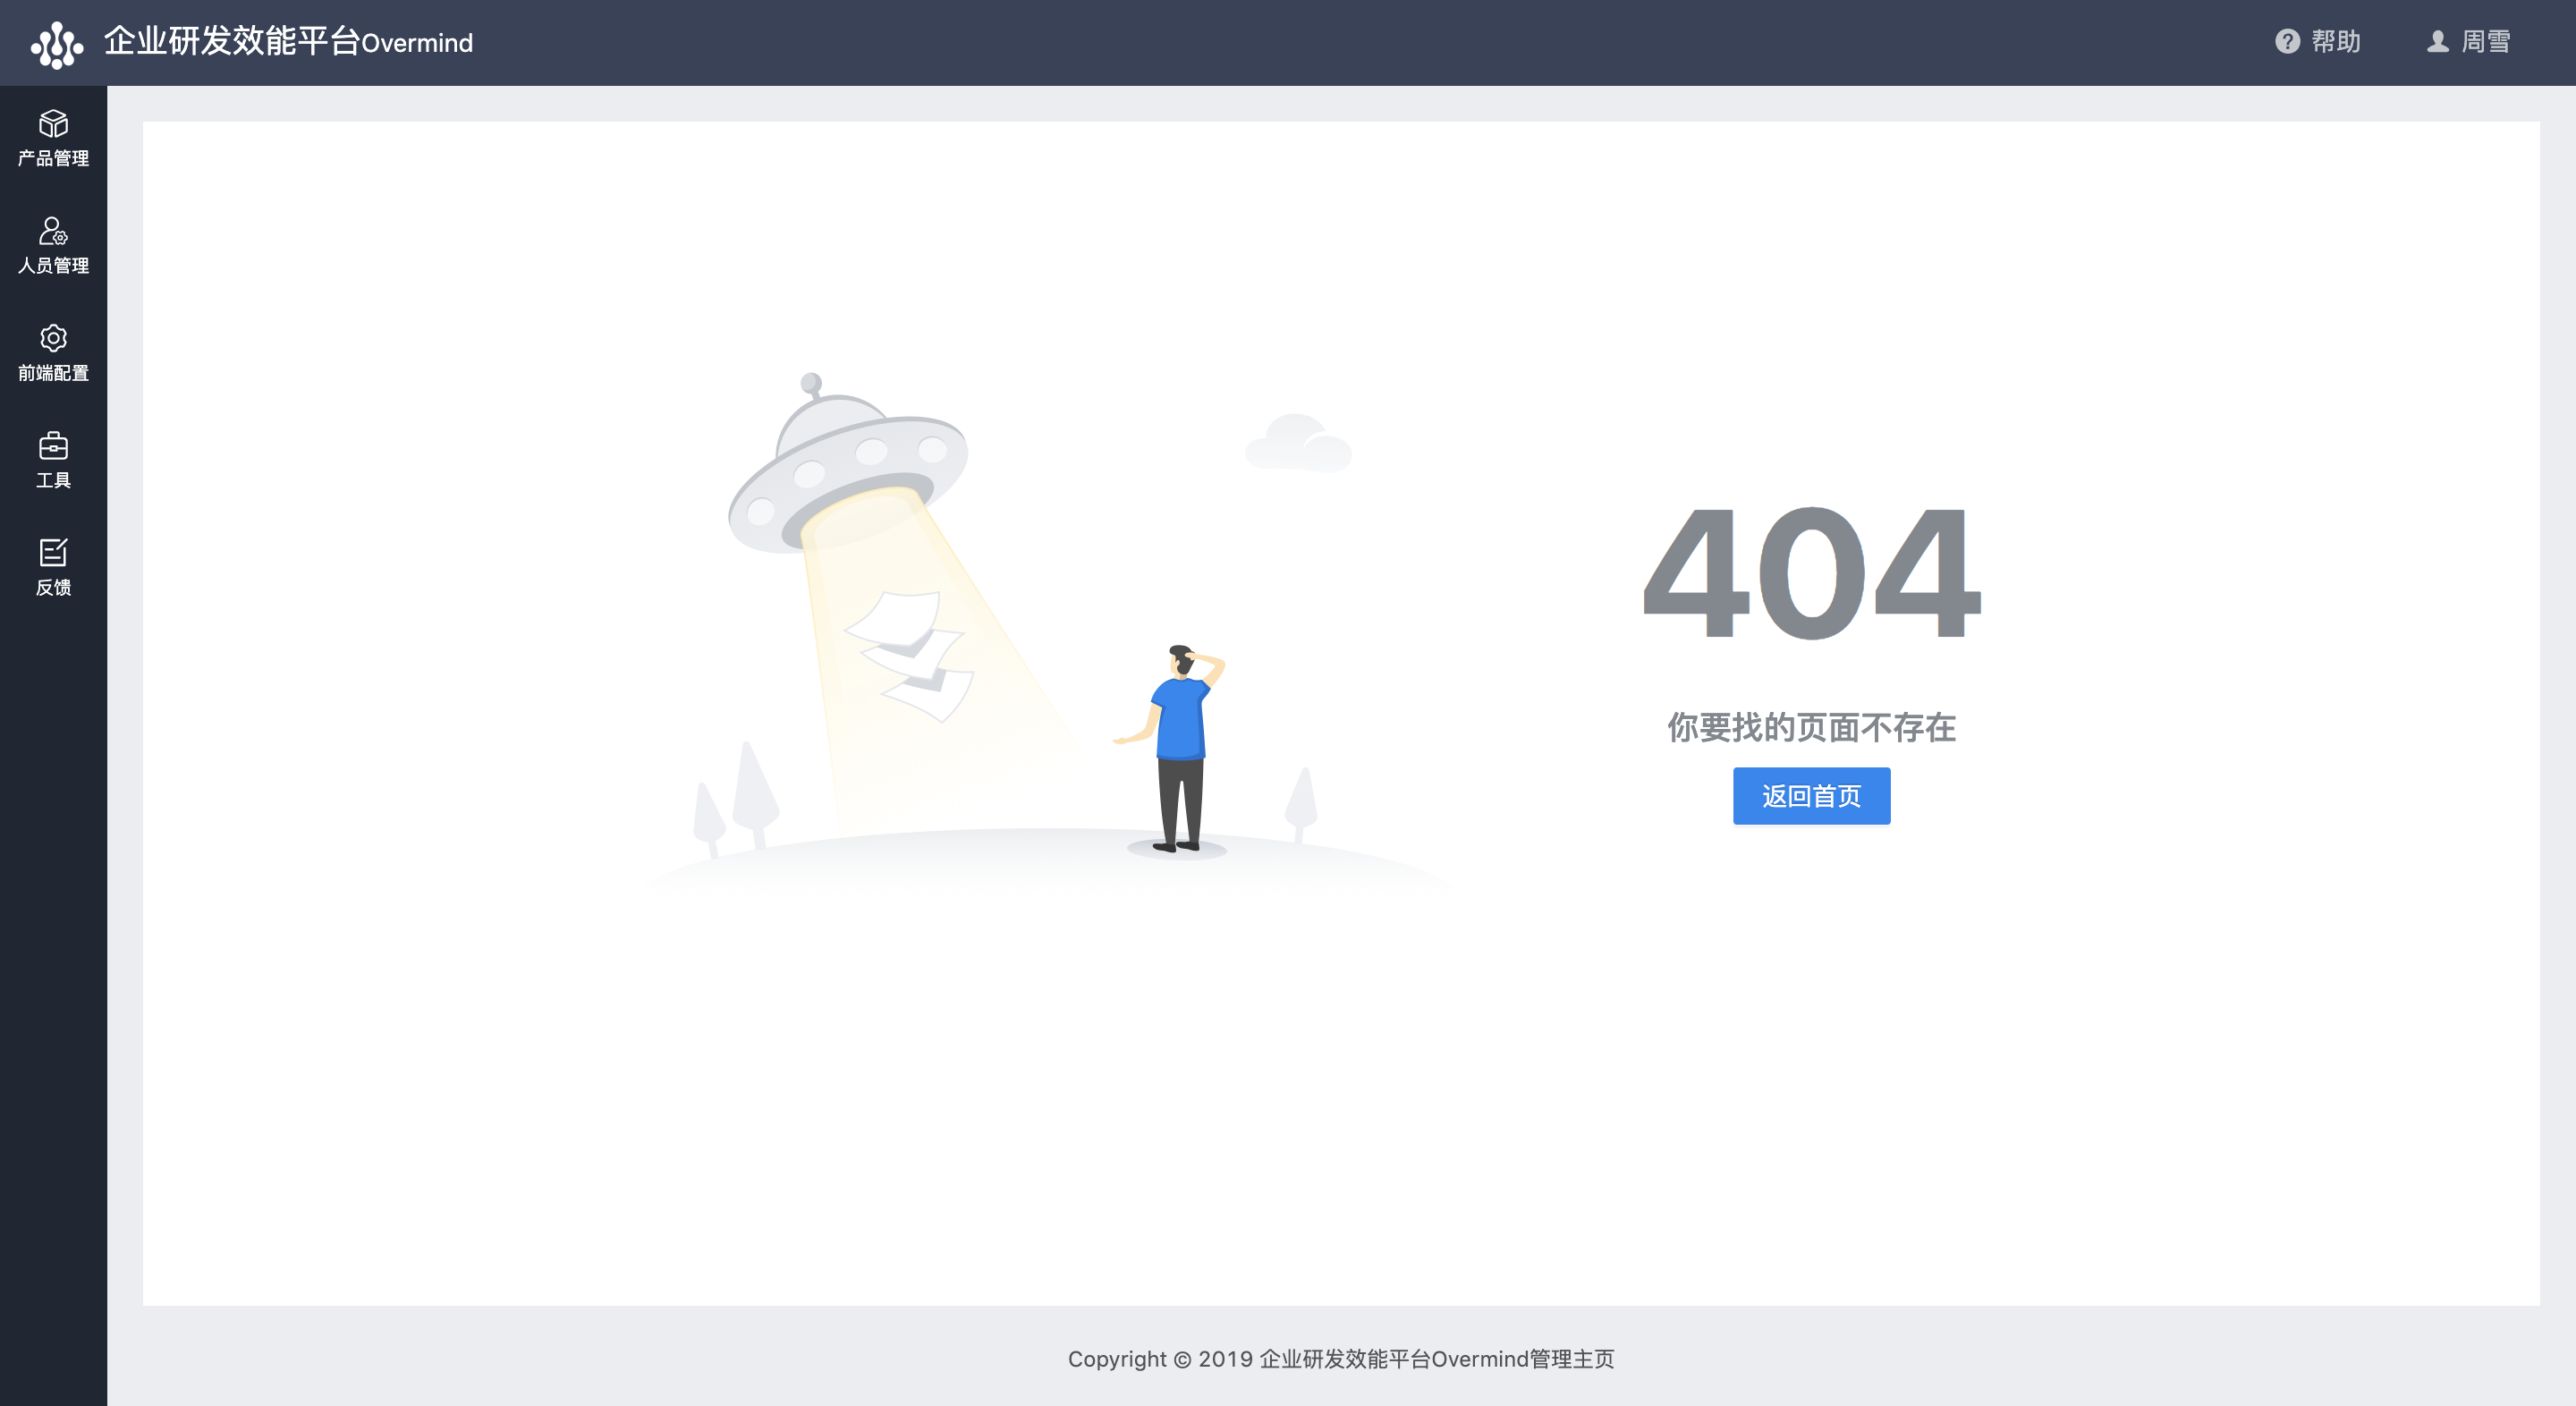 企业研发效能平台Overmind
帮助
周雪
产品管理
人员管理
前端配置
工具
反馈
404
你要找的页面不存在
返回首页
Copyright © 2019 企业研发效能平台Overmind管理主页